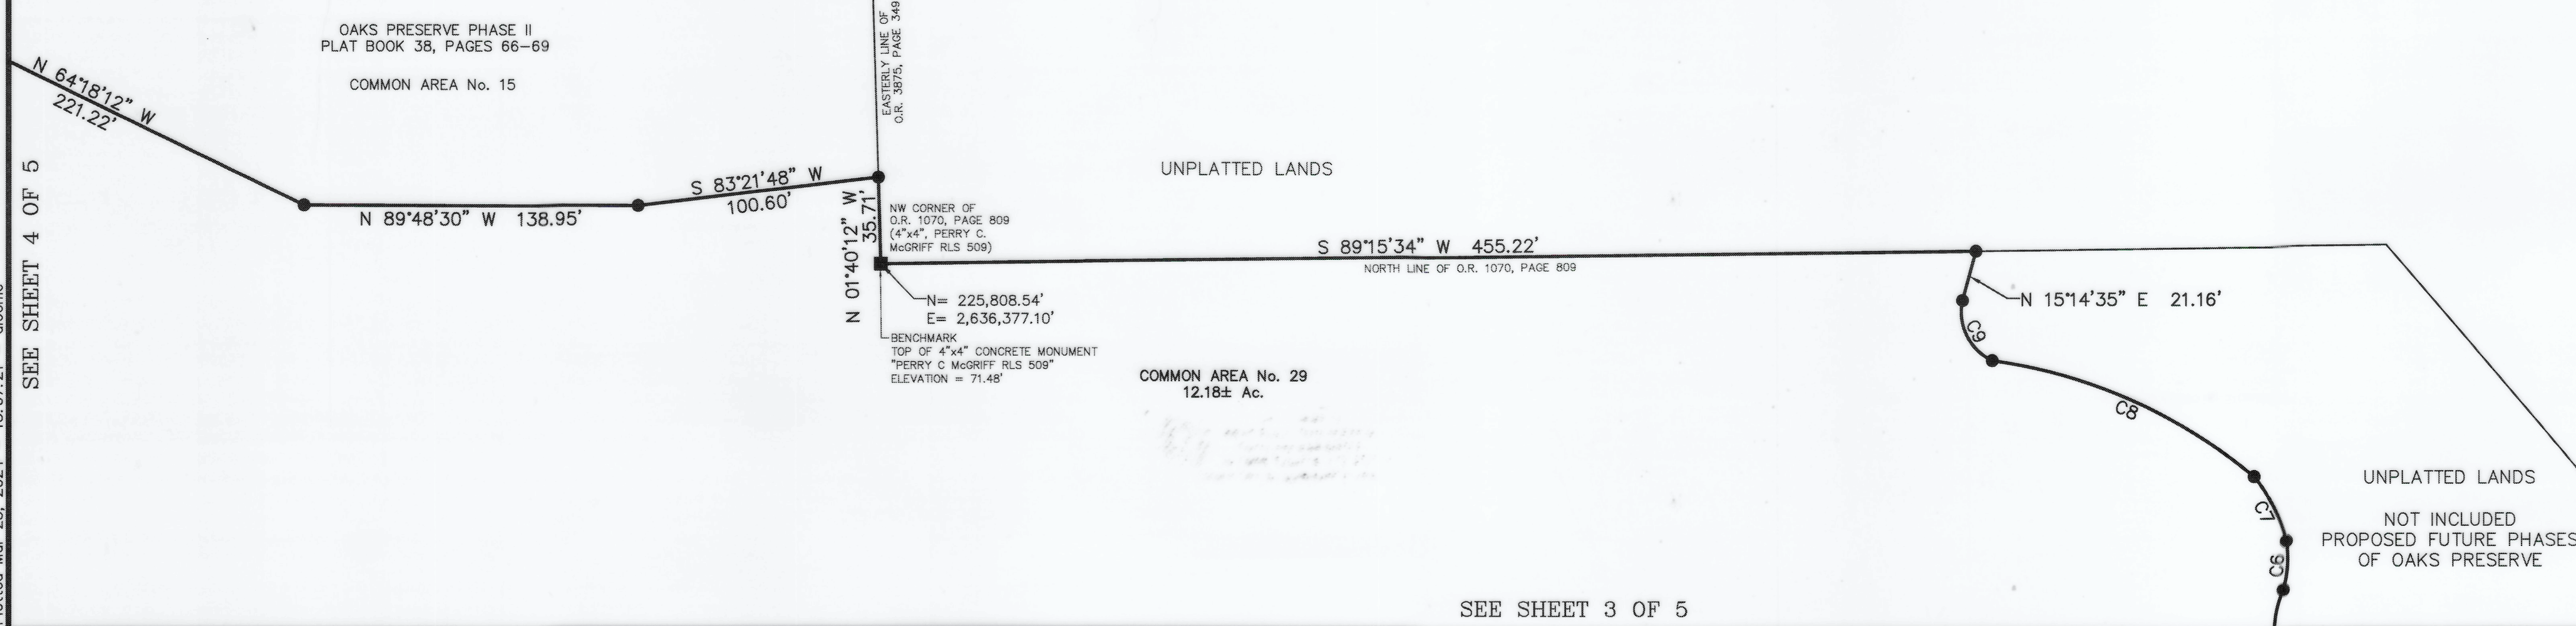 OAKS PRESERVE PHASE II
PLAT BOOK 38, PAGES 66-69
COMMON AREA No. 15
N 64°18'12" W
221.22'
N 89°48'30" W 138.95'
S 83°21'48" W
100.60'
EASTERLY LINE OF
O.R. 3875, PAGE 349
N 01°40'12" W
35.71'
NW CORNER OF
O.R. 1070, PAGE 809
(4"x4", PERRY C.
McGRIFF RLS 509)
UNPLATTED LANDS
S 89°15'34" W 455.22'
NORTH LINE OF O.R. 1070, PAGE 809
N= 225,808.54'
E= 2,636,377.10'
BENCHMARK
TOP OF 4"x4" CONCRETE MONUMENT
"PERRY C McGRIFF RLS 509"
ELEVATION = 71.48'
COMMON AREA No. 29
12.18± Ac.
N 15°14'35" E 21.16'
C9
C8
C7
C6
UNPLATTED LANDS
NOT INCLUDED
PROPOSED FUTURE PHASES
OF OAKS PRESERVE
SEE SHEET 4 OF 5
SEE SHEET 3 OF 5